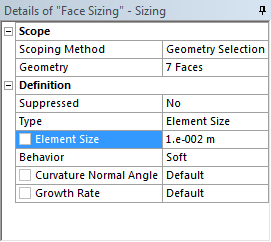 Details of "Face Sizing" - Sizing
Scope
Scoping Method Geometry Selection
Geometry 7 Faces
Definition
Suppressed No
Type Element Size
Element Size 1.e-002 m
Behavior Soft
Curvature Normal Angle Default
Growth Rate Default